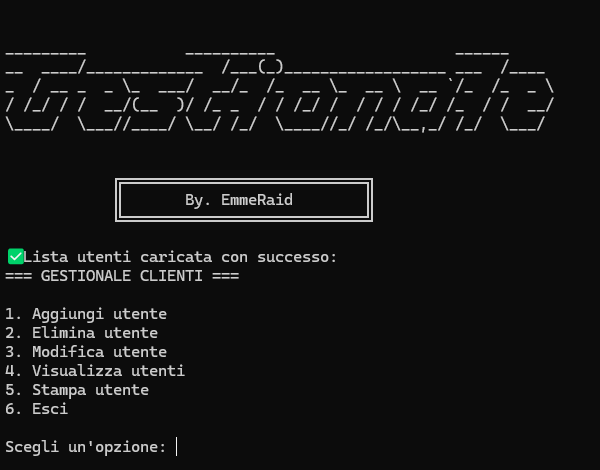 Gestionale
By. EmmeRaid
✅Lista utenti caricata con successo:
=== GESTIONALE CLIENTI ===
1. Aggiungi utente
2. Elimina utente
3. Modifica utente
4. Visualizza utenti
5. Stampa utente
6. Esci
Scegli un'opzione: